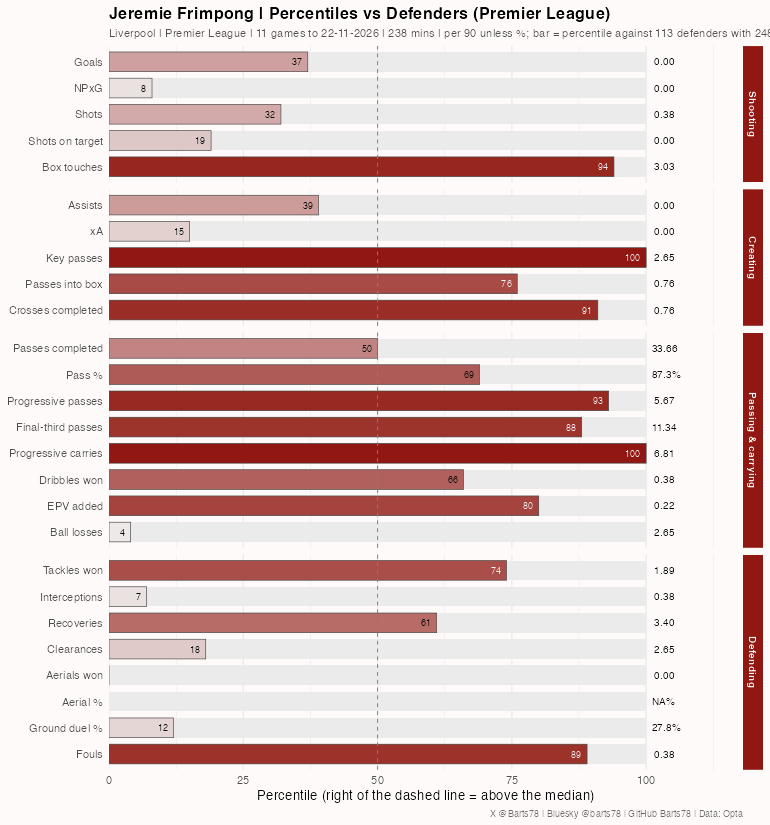 Jeremie Frimpong | Percentiles vs Defenders (Premier League)
Liverpool | Premier League | 11 games to 22-11-2026 | 238 mins | per 90 unless %; bar = percentile against 113 defenders with 248
Goals 37 0.00
NPxG 8 0.00
Shots 32 0.38
Shots on target 19 0.00
Box touches 94 3.03
Shooting
Assists 39 0.00
xA 15 0.00
Key passes 100 2.65
Passes into box 76 0.76
Crosses completed 91 0.76
Creating
Passes completed 50 33.66
Pass % 69 87.3%
Progressive passes 93 5.67
Final-third passes 88 11.34
Progressive carries 100 6.81
Dribbles won 66 0.38
EPV added 80 0.22
Ball losses 4 2.65
Passing & carrying
Tackles won 74 1.89
Interceptions 7 0.38
Recoveries 61 3.40
Clearances 18 2.65
Aerials won 0.00
Aerial % NA%
Ground duel % 12 27.8%
Fouls 89 0.38
Defending
0 25 50 75 100
Percentile (right of the dashed line = above the median)
X @Barts78 | Bluesky @barts78 | GitHub Barts78 | Data: Opta